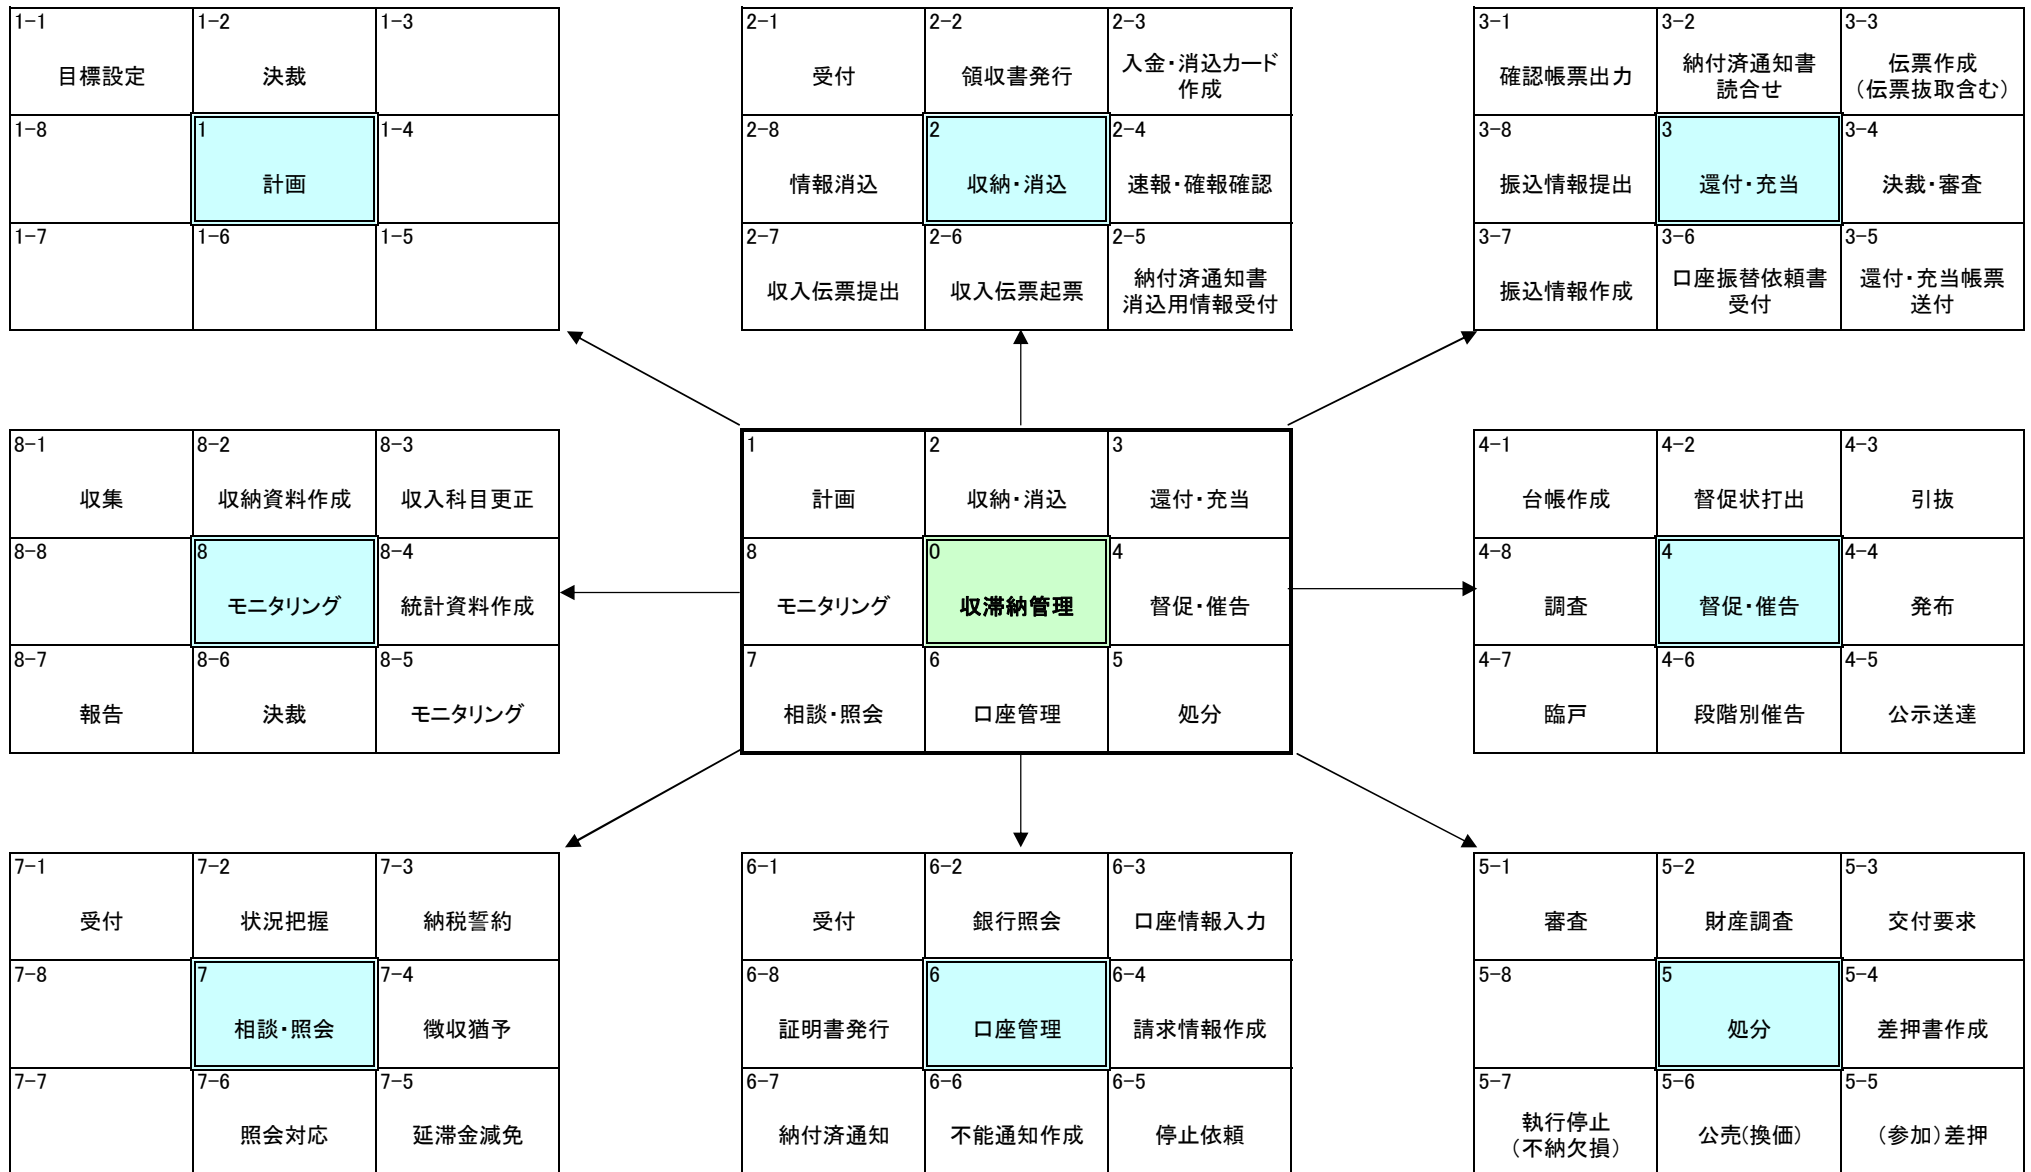 1-1
目標設定
1-2
決裁
1-3
1-8
1
計画
1-4
1-7
1-6
1-5
2-1
受付
2-2
領収書発行
2-3
入金・消込カード
作成
2-8
情報消込
2
収納・消込
2-4
速報・確報確認
2-7
収入伝票提出
2-6
収入伝票起票
2-5
納付済通知書
消込用情報受付
3-1
確認帳票出力
3-2
納付済通知書
読合せ
3-3
伝票作成
(伝票抜取含む)
3-8
振込情報提出
3
還付・充当
3-4
決裁・審査
3-7
振込情報作成
3-6
口座振替依頼書
受付
3-5
還付・充当帳票
送付
8-1
収集
8-2
収納資料作成
8-3
収入科目更正
8-8
8
モニタリング
8-4
統計資料作成
8-7
報告
8-6
決裁
8-5
モニタリング
1
計画
2
収納・消込
3
還付・充当
8
モニタリング
0
収滞納管理
4
督促・催告
7
相談・照会
6
口座管理
5
処分
4-1
台帳作成
4-2
督促状打出
4-3
引抜
4-8
調査
4
督促・催告
4-4
発布
4-7
臨戸
4-6
段階別催告
4-5
公示送達
7-1
受付
7-2
状況把握
7-3
納税誓約
7-8
7
相談・照会
7-4
徴収猶予
7-7
7-6
照会対応
7-5
延滞金減免
6-1
受付
6-2
銀行照会
6-3
口座情報入力
6-8
証明書発行
6
口座管理
6-4
請求情報作成
6-7
納付済通知
6-6
不能通知作成
6-5
停止依頼
5-1
審査
5-2
財産調査
5-3
交付要求
5-8
5
処分
5-4
差押書作成
5-7
執行停止
(不納欠損)
5-6
公売(換価)
5-5
(参加)差押